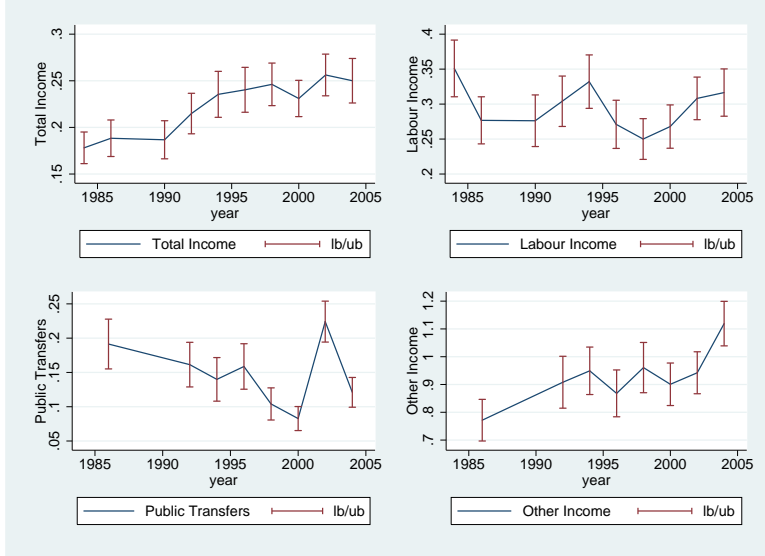 Total Income
.15 .2 .25 .3
1985 1990 1995 2000 2005
year
Total Income lb/ub
Labour Income
.2 .25 .3 .35 .4
1985 1990 1995 2000 2005
year
Labour Income lb/ub
Public Transfers
.05 .1 .15 .2 .25
1985 1990 1995 2000 2005
year
Public Transfers lb/ub
Other Income
.7 .8 .9 1 1.1 1.2
1985 1990 1995 2000 2005
year
Other Income lb/ub